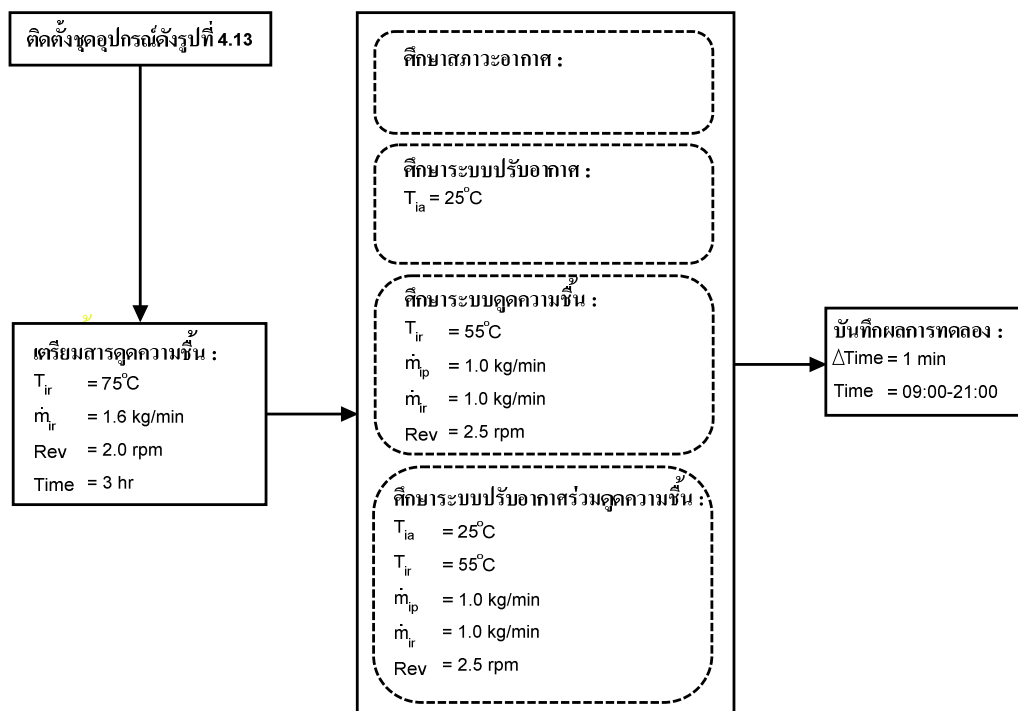 ติดตั้งชุดอุปกรณ์ดังรูปที่ 4.13
เตรียมสารดูดความชื้น :
T_ir = 75°C
ṁ_ir = 1.6 kg/min
Rev = 2.0 rpm
Time = 3 hr
ศึกษาสภาวะอากาศ :
ศึกษาระบบปรับอากาศ :
T_ia = 25°C
ศึกษาระบบดูดความชื้น :
T_ir = 55°C
ṁ_ip = 1.0 kg/min
ṁ_ir = 1.0 kg/min
Rev = 2.5 rpm
ศึกษาระบบปรับอากาศร่วมดูดความชื้น :
T_ia = 25°C
T_ir = 55°C
ṁ_ip = 1.0 kg/min
ṁ_ir = 1.0 kg/min
Rev = 2.5 rpm
บันทึกผลการทดลอง :
△Time = 1 min
Time = 09:00-21:00